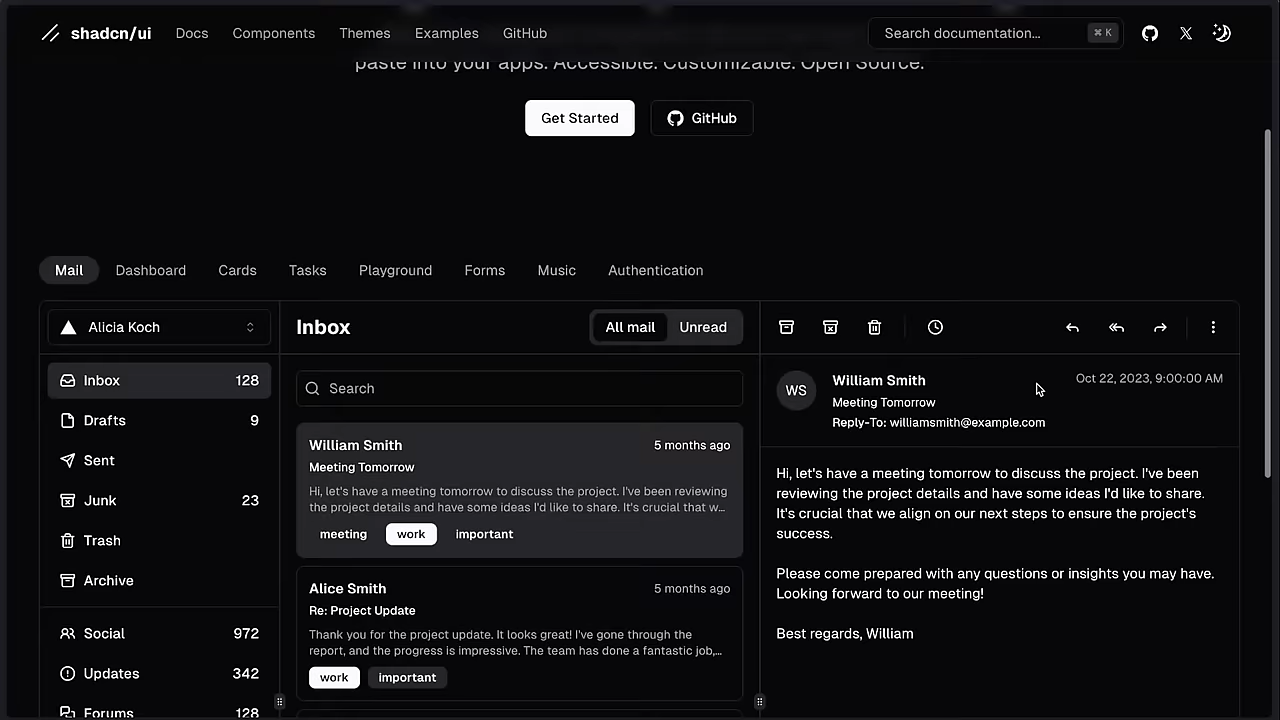 shadcn/ui Docs Components Themes Examples GitHub Search documentation... ⌘ K
paste into your apps. Accessible. Customizable. Open Source.
Get Started GitHub
Mail Dashboard Cards Tasks Playground Forms Music Authentication
Alicia Koch
Inbox 128
Drafts 9
Sent
Junk 23
Trash
Archive
Social 972
Updates 342
Forums 128
Inbox All mail Unread
Search
William Smith 5 months ago
Meeting Tomorrow
Hi, let's have a meeting tomorrow to discuss the project. I've been reviewing
the project details and have some ideas I'd like to share. It's crucial that w...
meeting work important
Alice Smith 5 months ago
Re: Project Update
Thank you for the project update. It looks great! I've gone through the
report, and the progress is impressive. The team has done a fantastic job,...
work important
WS
William Smith Oct 22, 2023, 9:00:00 AM
Meeting Tomorrow
Reply-To: williamsmith@example.com
Hi, let's have a meeting tomorrow to discuss the project. I've been
reviewing the project details and have some ideas I'd like to share.
It's crucial that we align on our next steps to ensure the project's
success.
Please come prepared with any questions or insights you may have.
Looking forward to our meeting!
Best regards, William